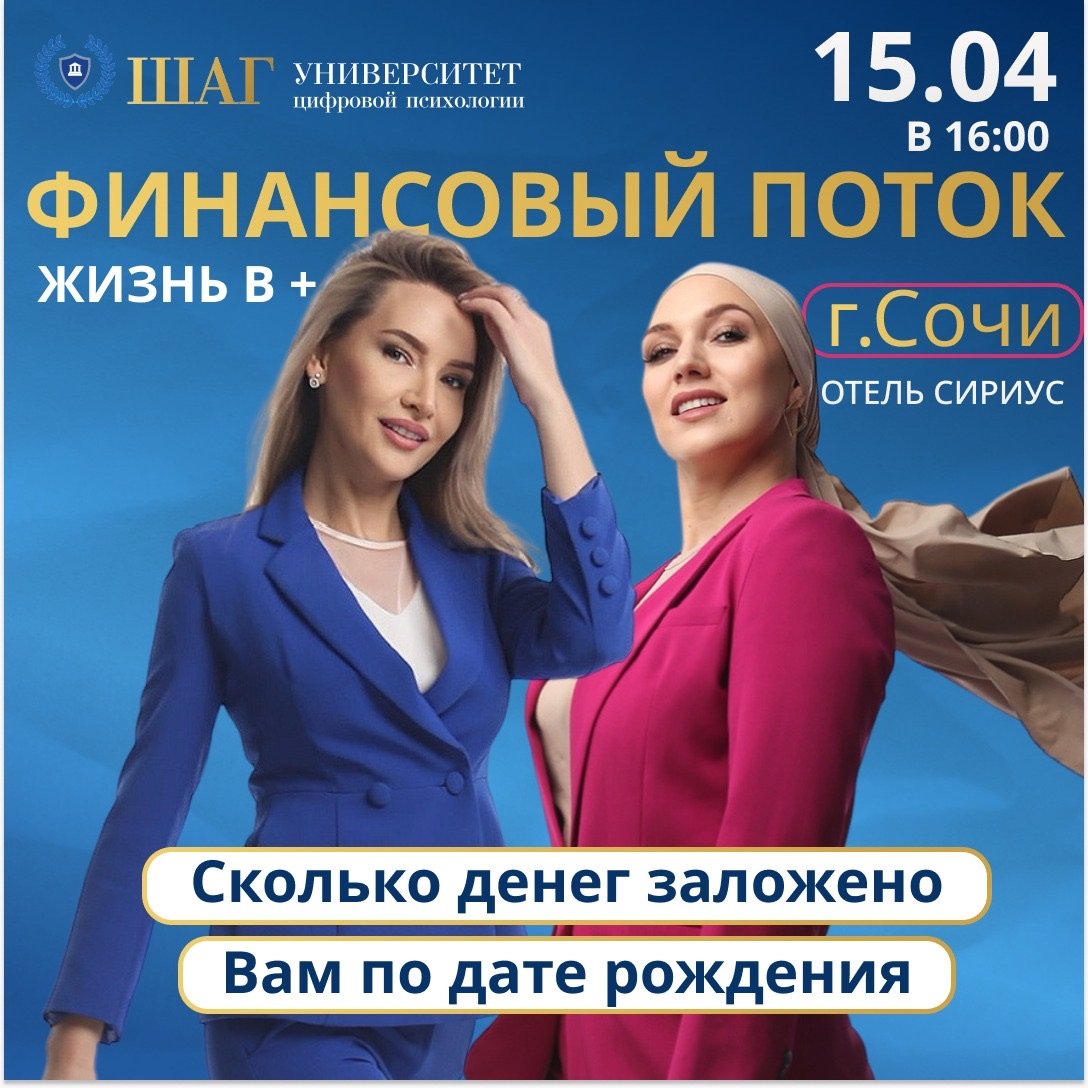 ШАГ УНИВЕРСИТЕТ
цифровой психологии
15.04
В 16:00
ФИНАНСОВЫЙ ПОТОК
ЖИЗНЬ В +
г.Сочи
ОТЕЛЬ СИРИУС
Сколько денег заложено
Вам по дате рождения